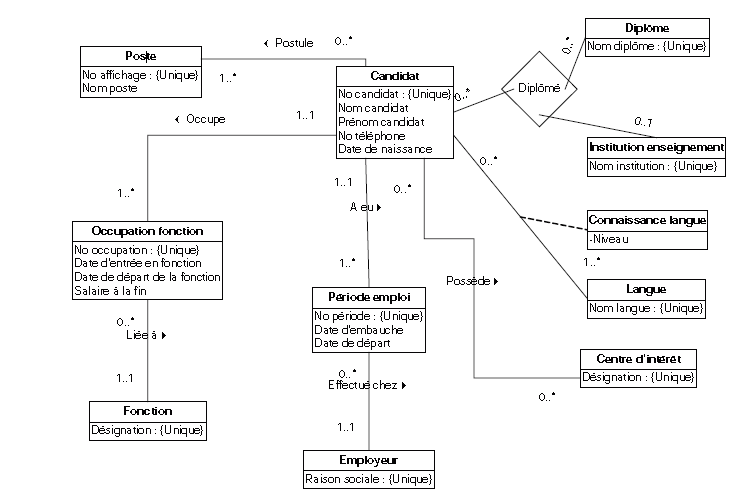 Diplôme
Nom diplôme : {Unique}
0..*
Postule
0..*
Poste
No affichage : {Unique}
Nom poste
1..*
Candidat
No candidat : {Unique}
Nom candidat
Prénom candidat
No téléphone
Date de naissance
0..*
Diplômé
0..1
Occupe
1..1
Institution enseignement
Nom institution : {Unique}
0..*
1..1
0..*
1..*
A eu
Connaissance langue
-Niveau
Occupation fonction
No occupation : {Unique}
Date d'entrée en fonction
Date de départ de la fonction
Salaire à la fin
1..*
1..*
Possède
Langue
Nom langue : {Unique}
Période emploi
No période : {Unique}
Date d'embauche
Date de départ
0..*
Liée à
Centre d'intérêt
Désignation : {Unique}
0..*
Effectué chez
1..1
0..*
Fonction
Désignation : {Unique}
1..1
Employeur
Raison sociale : {Unique}